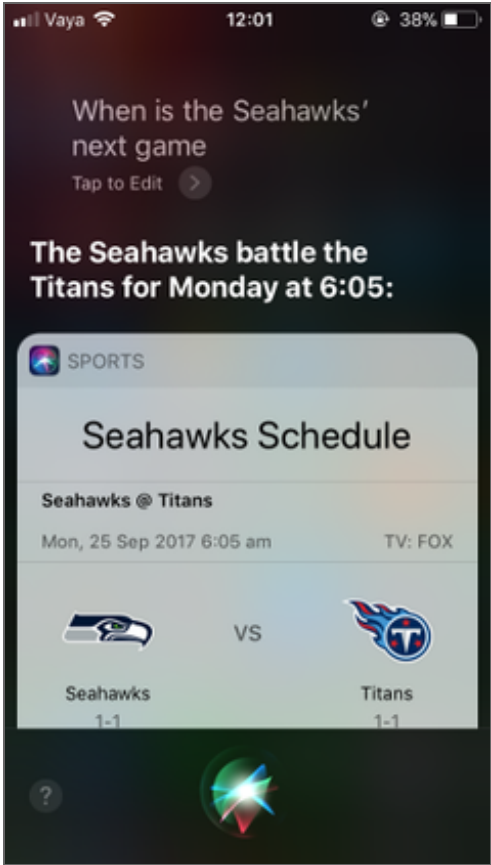 Vaya 12:01 38%
When is the Seahawks'
next game
Tap to Edit
The Seahawks battle the
Titans for Monday at 6:05:
SPORTS
Seahawks Schedule
Seahawks @ Titans
Mon, 25 Sep 2017 6:05 am TV: FOX
VS
Seahawks Titans
1-1 1-1
?